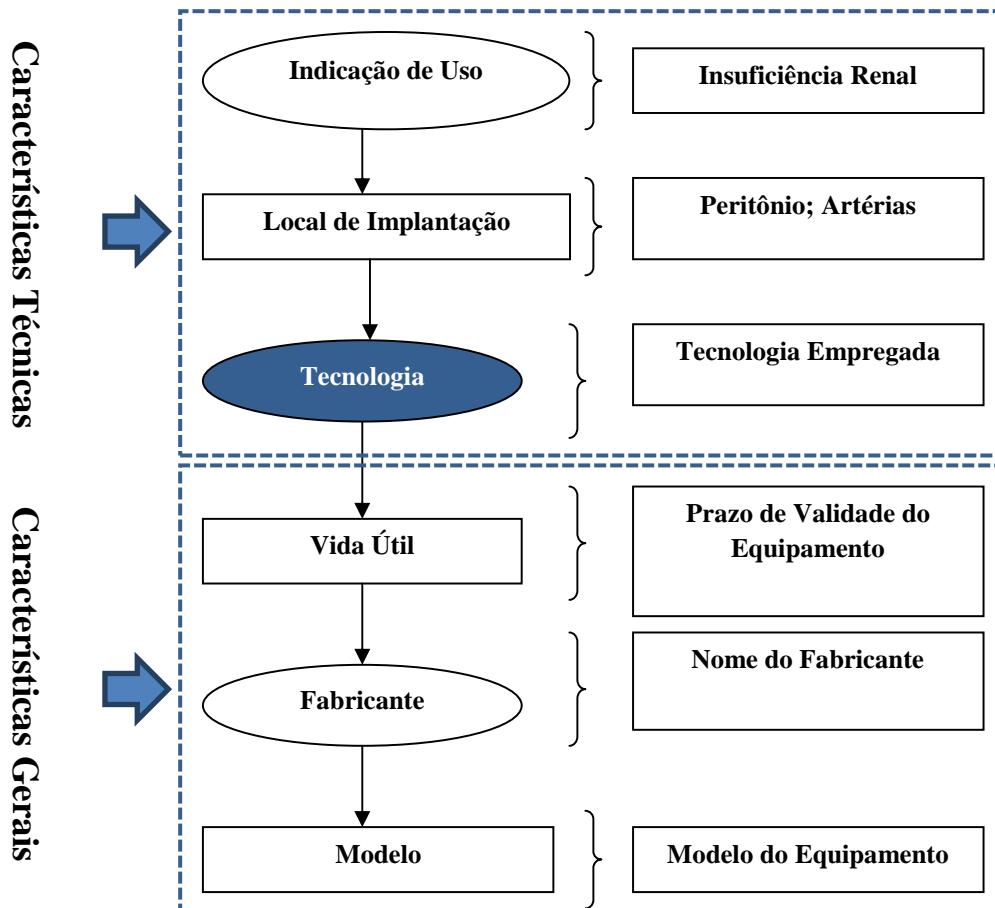 Características Técnicas
Indicação de Uso
Insuficiência Renal
Local de Implantação
Peritônio; Artérias
Tecnologia
Tecnologia Empregada
Características Gerais
Vida Útil
Prazo de Validade do
Equipamento
Fabricante
Nome do Fabricante
Modelo
Modelo do Equipamento